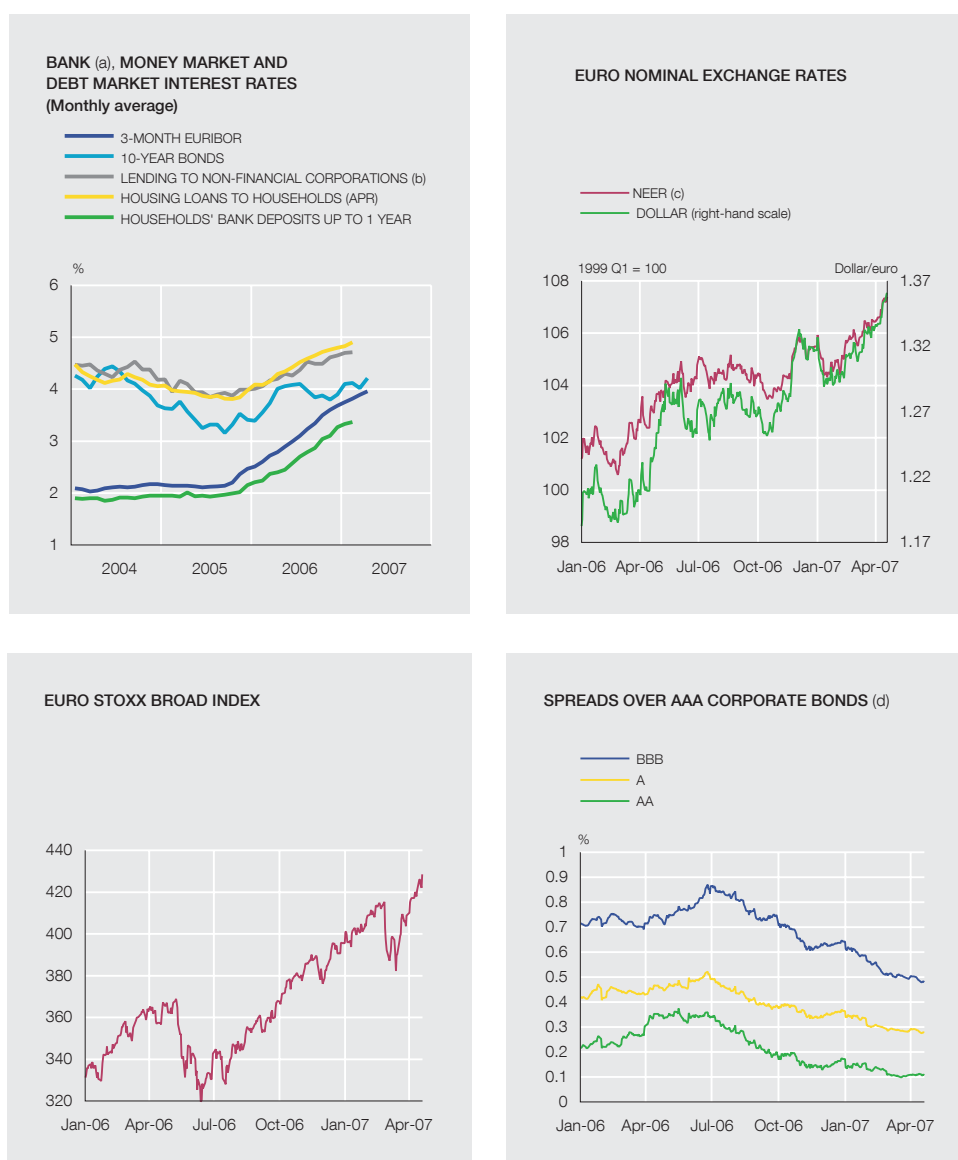 BANK (a), MONEY MARKET AND
DEBT MARKET INTEREST RATES
(Monthly average)
3-MONTH EURIBOR
10-YEAR BONDS
LENDING TO NON-FINANCIAL CORPORATIONS (b)
HOUSING LOANS TO HOUSEHOLDS (APR)
HOUSEHOLDS' BANK DEPOSITS UP TO 1 YEAR
%
6
5
4
3
2
1
2004 2005 2006 2007
EURO NOMINAL EXCHANGE RATES
NEER (c)
DOLLAR (right-hand scale)
1999 Q1 = 100 Dollar/euro
108 1.37
106 1.32
104 1.27
102 1.22
100 1.17
98
Jan-06 Apr-06 Jul-06 Oct-06 Jan-07 Apr-07
EURO STOXX BROAD INDEX
440
420
400
380
360
340
320
Jan-06 Apr-06 Jul-06 Oct-06 Jan-07 Apr-07
SPREADS OVER AAA CORPORATE BONDS (d)
BBB
A
AA
%
1
0.9
0.8
0.7
0.6
0.5
0.4
0.3
0.2
0.1
0
Jan-06 Apr-06 Jul-06 Oct-06 Jan-07 Apr-07